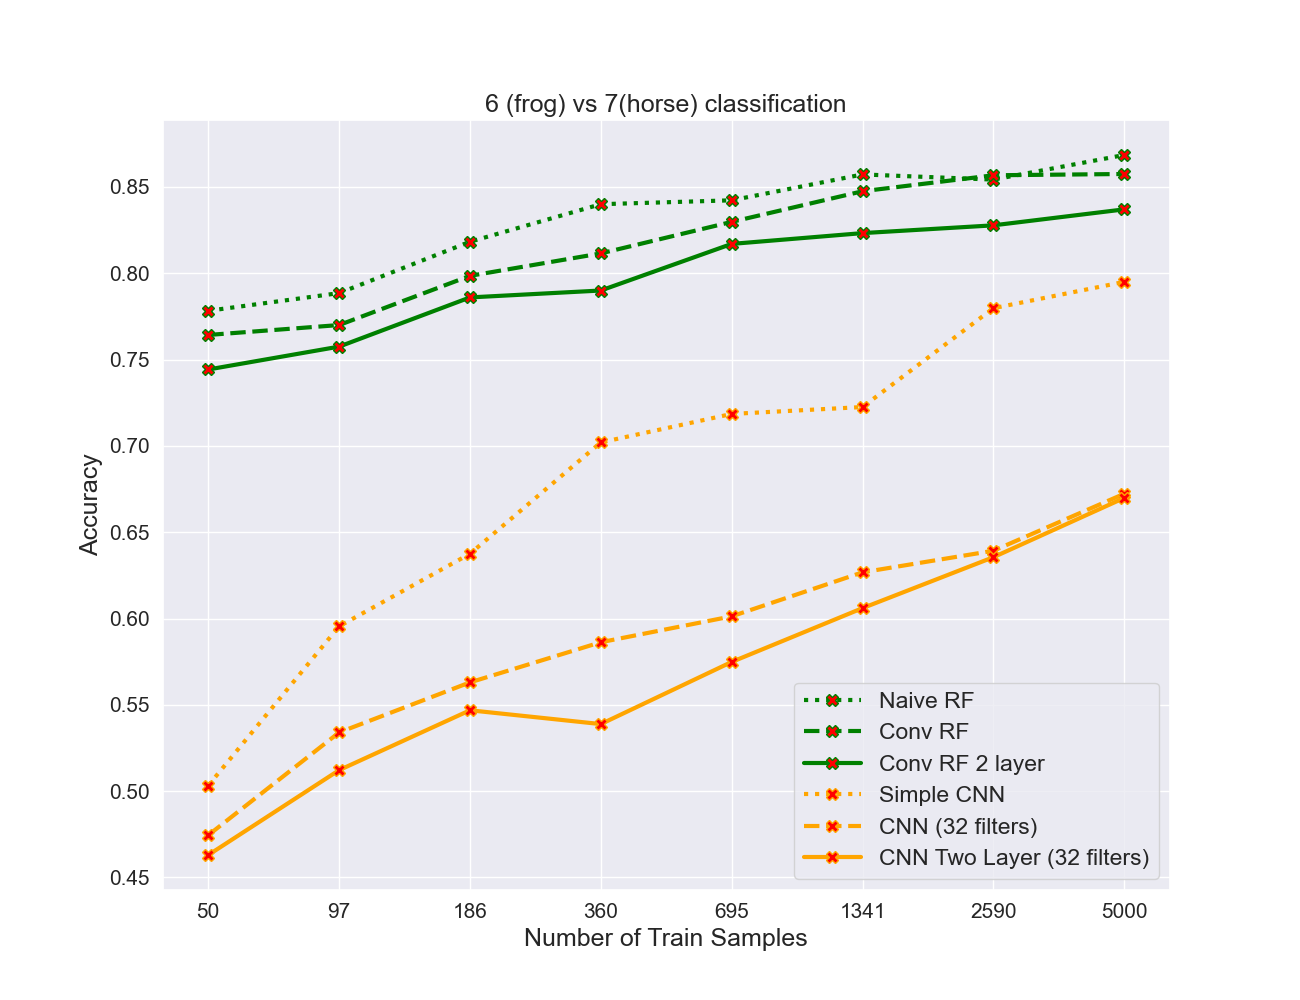 6 (frog) vs 7(horse) classification
0.85
0.80
0.75
0.70
0.65
0.60
0.55
0.50
0.45
Accuracy
Naive RF
Conv RF
Conv RF 2 layer
Simple CNN
CNN (32 filters)
CNN Two Layer (32 filters)
50 97 186 360 695 1341 2590 5000
Number of Train Samples